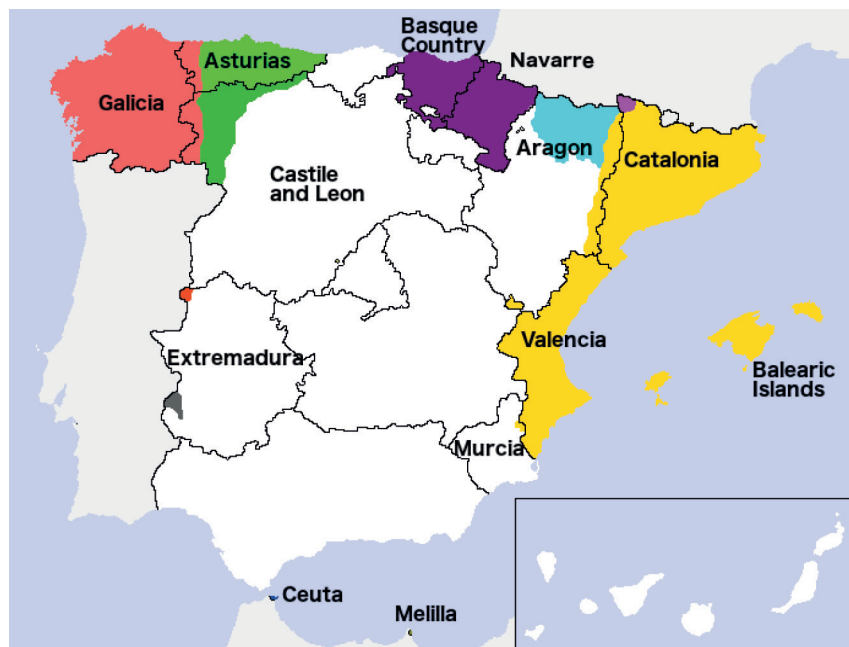 Basque
Country
Asturias
Navarre
Galicia
Aragon
Catalonia
Castile
and Leon
Valencia
Extremadura
Balearic
Islands
Murcia
Ceuta
Melilla